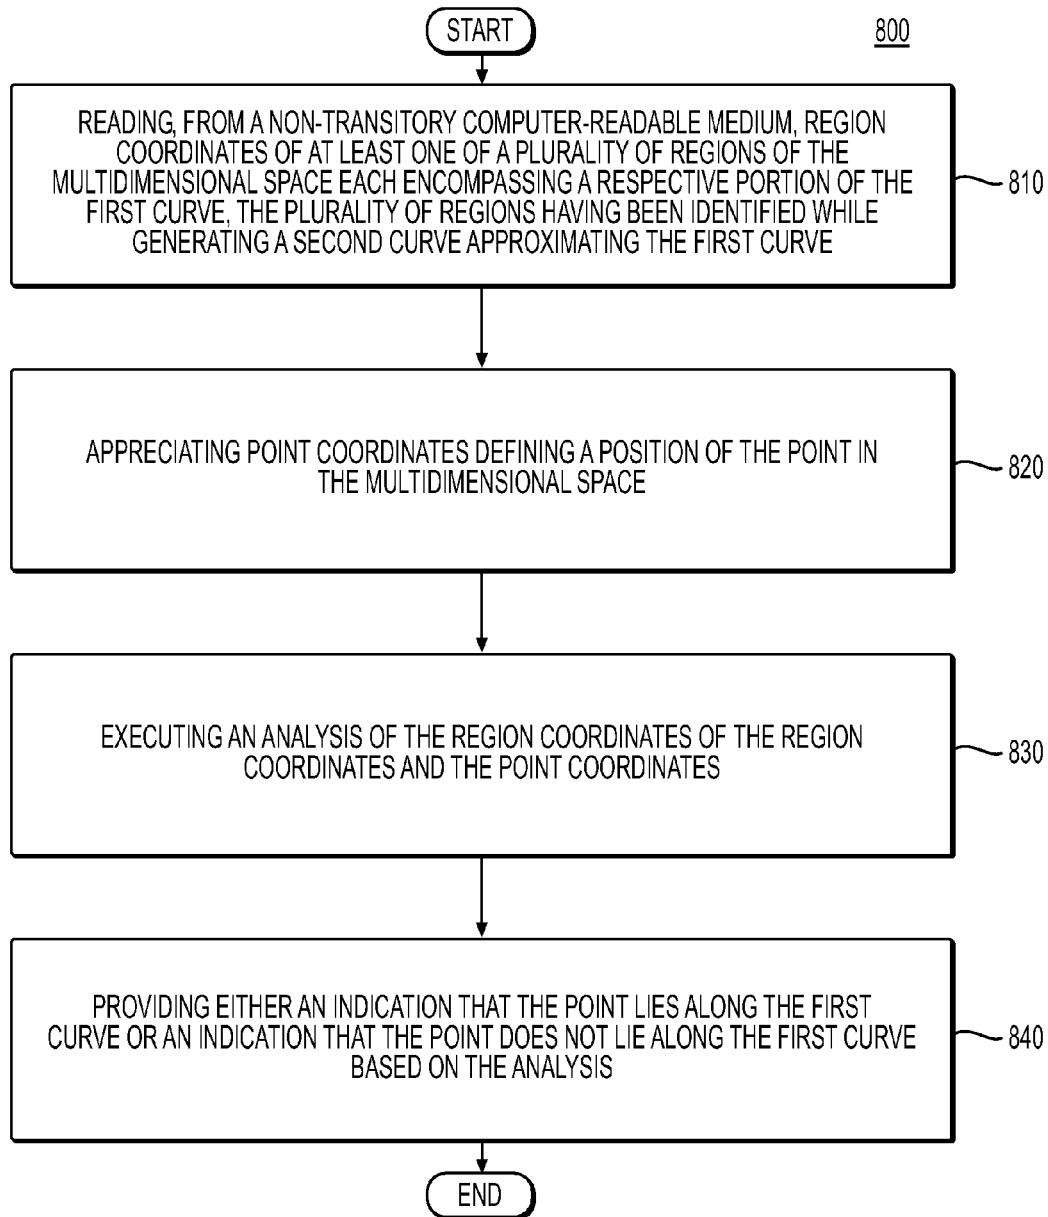 START
800
READING, FROM A NON-TRANSITORY COMPUTER-READABLE MEDIUM, REGION
COORDINATES OF AT LEAST ONE OF A PLURALITY OF REGIONS OF THE
MULTIDIMENSIONAL SPACE EACH ENCOMPASSING A RESPECTIVE PORTION OF THE
FIRST CURVE, THE PLURALITY OF REGIONS HAVING BEEN IDENTIFIED WHILE
GENERATING A SECOND CURVE APPROXIMATING THE FIRST CURVE
810
APPRECIATING POINT COORDINATES DEFINING A POSITION OF THE POINT IN
THE MULTIDIMENSIONAL SPACE
820
EXECUTING AN ANALYSIS OF THE REGION COORDINATES OF THE REGION
COORDINATES AND THE POINT COORDINATES
830
PROVIDING EITHER AN INDICATION THAT THE POINT LIES ALONG THE FIRST
CURVE OR AN INDICATION THAT THE POINT DOES NOT LIE ALONG THE FIRST CURVE
BASED ON THE ANALYSIS
840
END